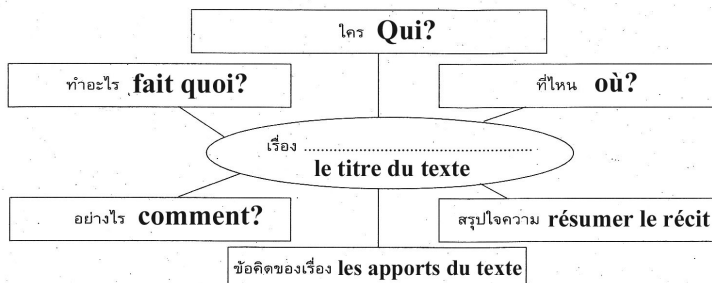 ใคร Qui?
ทำอะไร fait quoi?
ที่ไหน où?
เรื่อง ........................................................
le titre du texte
อย่างไร comment?
สรุปใจความ résumer le récit
ข้อคิดของเรื่อง les apports du texte